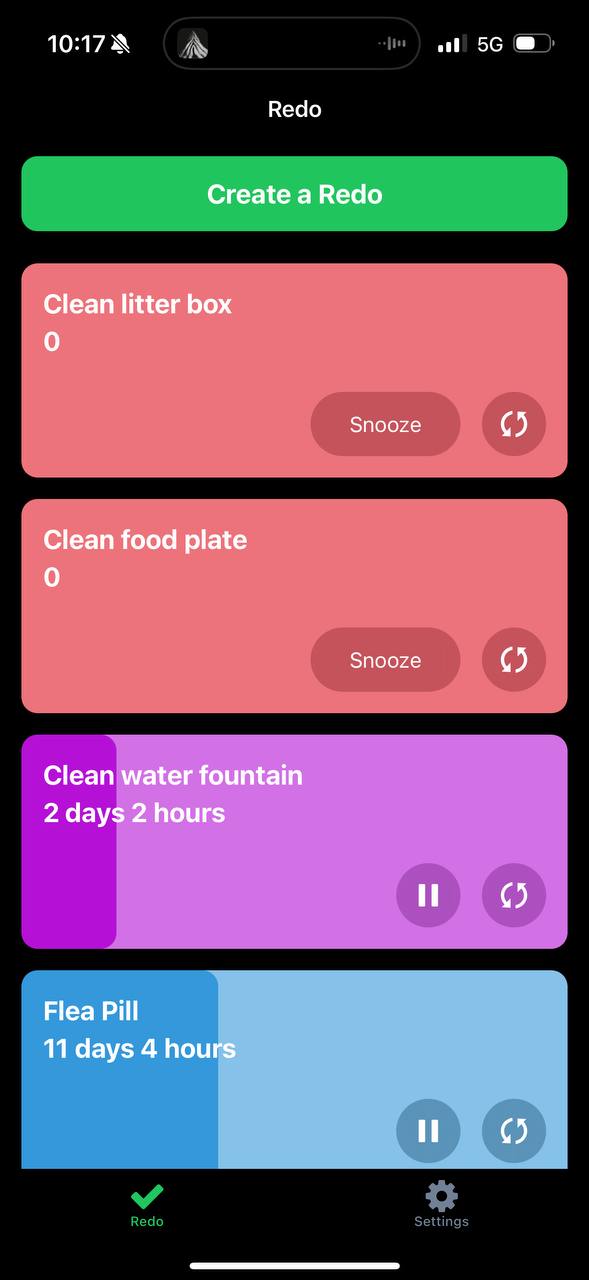 10:17
5G
Redo
Create a Redo
Clean litter box
0
Snooze
Clean food plate
0
Snooze
Clean water fountain
2 days 2 hours
Flea Pill
11 days 4 hours
Redo
Settings